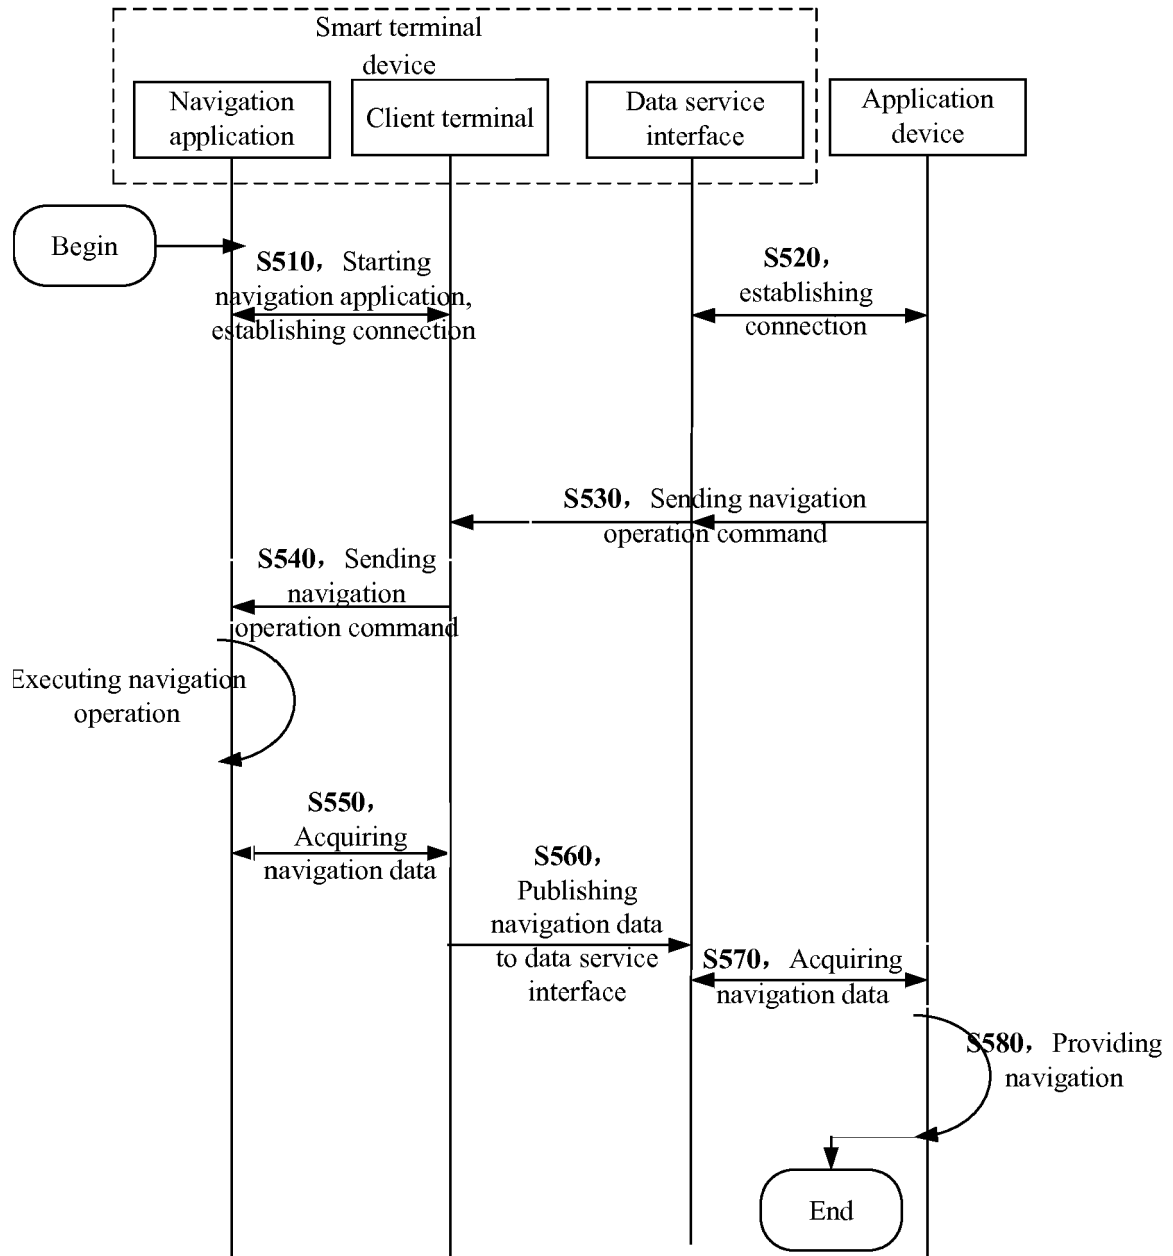 Smart terminal
device
Navigation
application
Client terminal
Data service
interface
Application
device
Begin
S510, Starting
navigation application,
establishing connection
S520,
establishing
connection
S530, Sending navigation
operation command
S540, Sending
navigation
operation command
Executing navigation
operation
S550,
Acquiring
navigation data
S560,
Publishing
navigation data
to data service
interface
S570, Acquiring
navigation data
S580, Providing
navigation
End